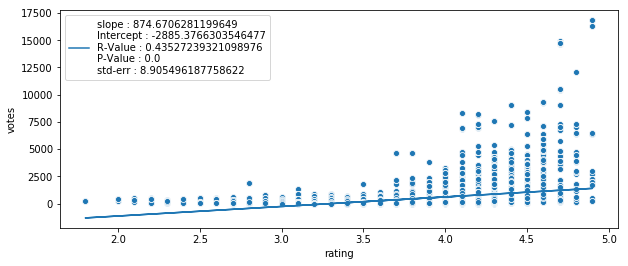 slope : 874.6706281199649
Intercept : -2885.3766303546477
R-Value : 0.43527239321098976
P-Value : 0.0
std-err : 8.905496187758622
17500
15000
12500
10000
7500
5000
2500
0
votes
2.0 2.5 3.0 3.5 4.0 4.5 5.0
rating